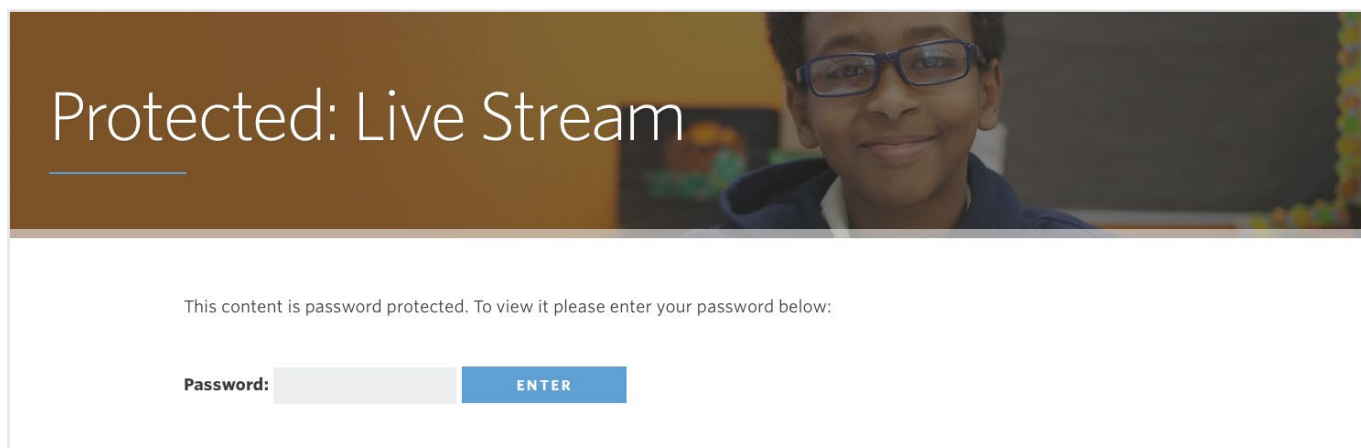 Protected: Live Stream
This content is password protected. To view it please enter your password below:
Password: ENTER